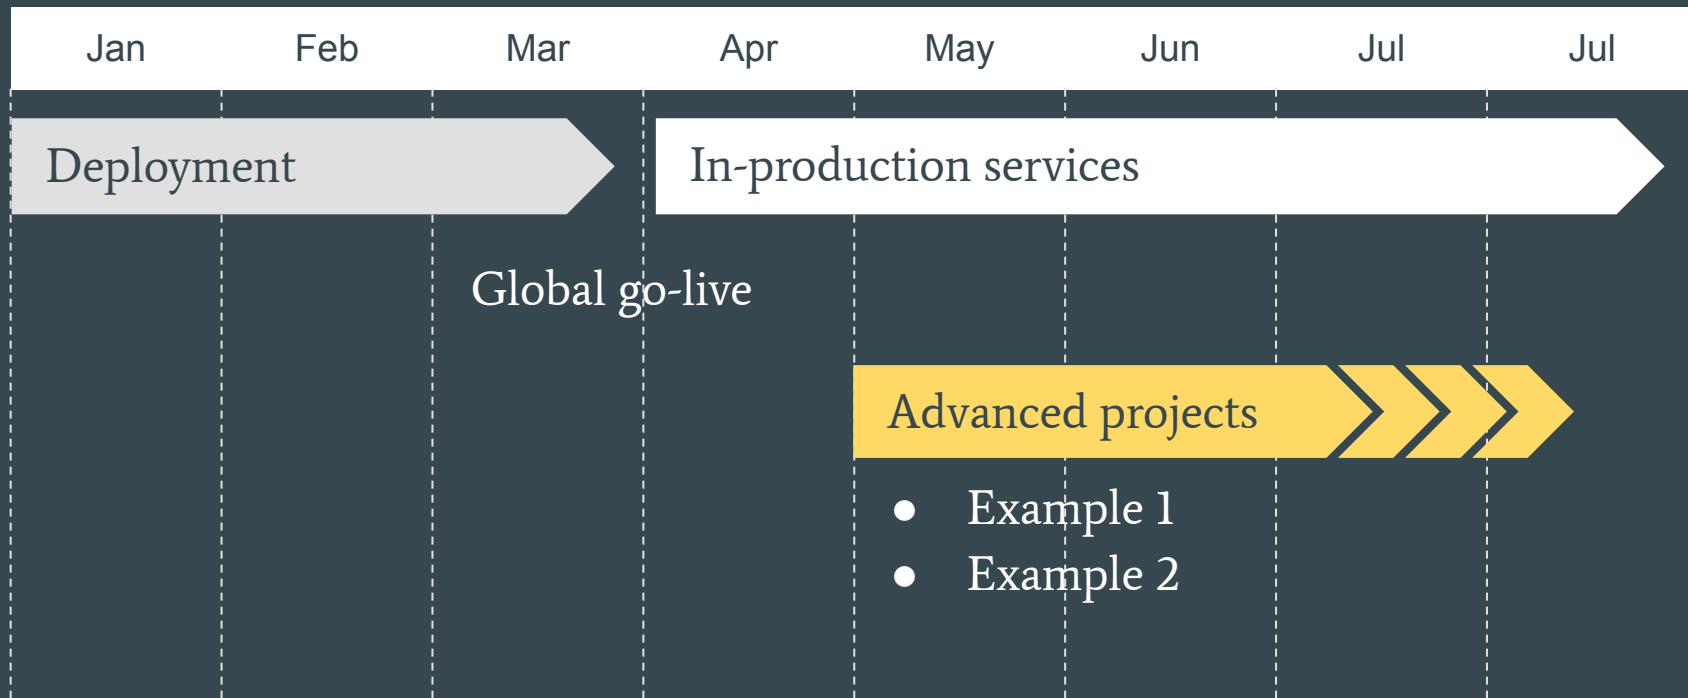 Jan Feb Mar Apr May Jun Jul Jul
Deployment In-production services
Global go-live
Advanced projects
● Example 1
● Example 2